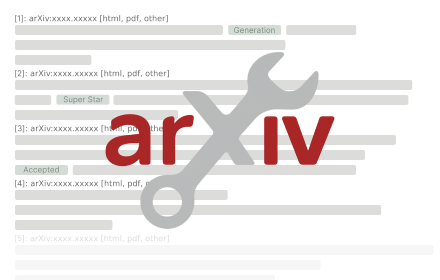 [1]: arXiv:xxxx.xxxxx [html, pdf, other]
Generation
[2]: arXiv:xxxx.xxxxx [html, pdf, other]
Super Star
[3]: arXiv:xxxx.xxxxx [html, pdf, other]
arXiv
Accepted
[4]: arXiv:xxxx.xxxxx [html, pdf, other]
[5]: arXiv:xxxx.xxxxx [html, pdf, other]